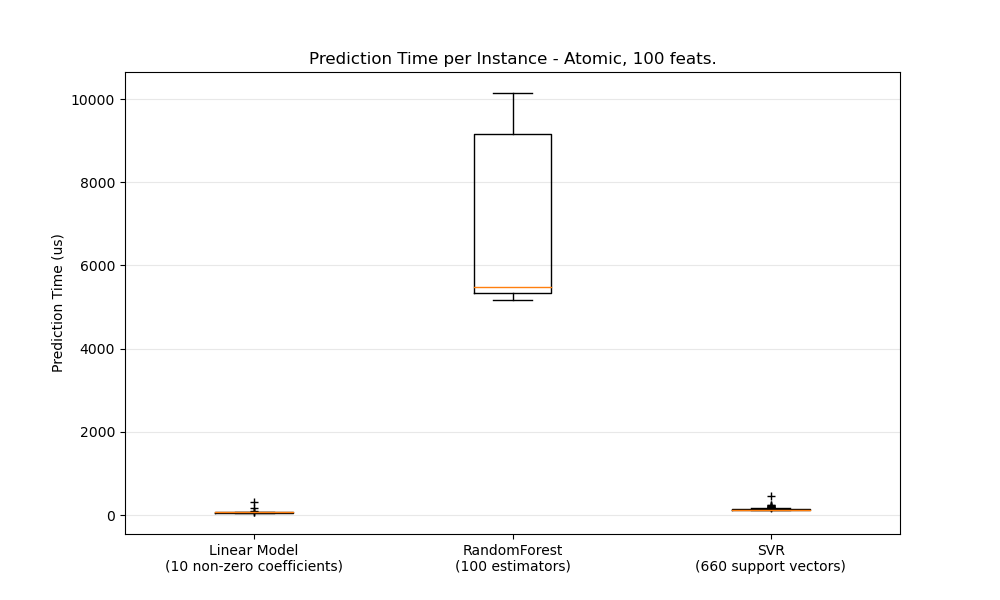 Prediction Time per Instance - Atomic, 100 feats.
Prediction Time (us)
10000
8000
6000
4000
2000
0
Linear Model
(10 non-zero coefficients)
RandomForest
(100 estimators)
SVR
(660 support vectors)